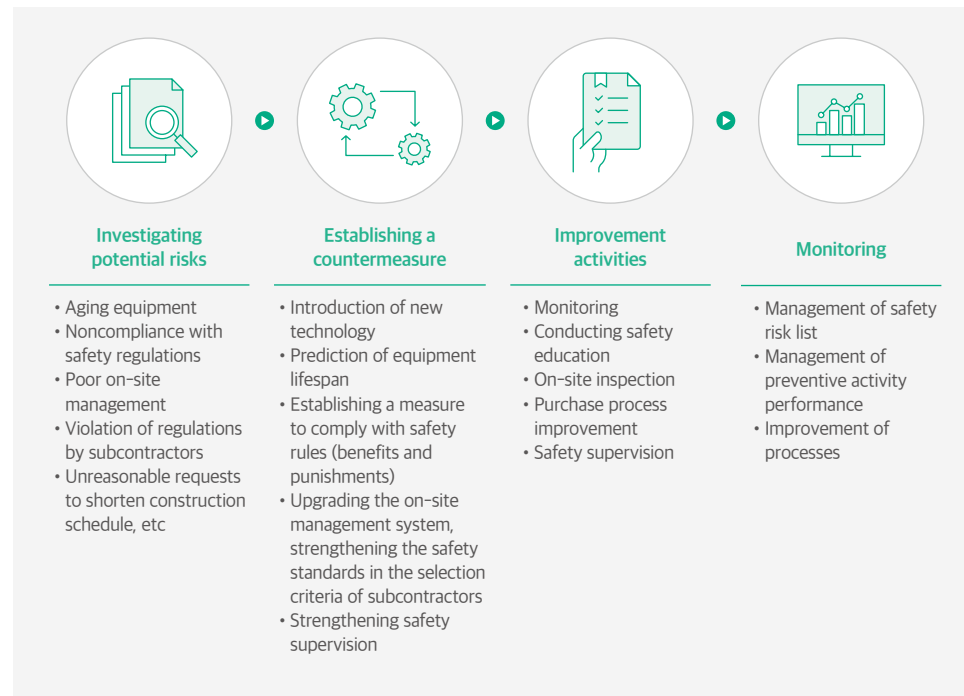 Investigating
potential risks
• Aging equipment
• Noncompliance with
safety regulations
• Poor on-site
management
• Violation of regulations
by subcontractors
• Unreasonable requests
to shorten construction
schedule, etc
Establishing a
countermeasure
• Introduction of new
technology
• Prediction of equipment
lifespan
• Establishing a measure
to comply with safety
rules (benefits and
punishments)
• Upgrading the on-site
management system,
strengthening the safety
standards in the selection
criteria of subcontractors
• Strengthening safety
supervision
Improvement
activities
• Monitoring
• Conducting safety
education
• On-site inspection
• Purchase process
improvement
• Safety supervision
Monitoring
• Management of safety
risk list
• Management of
preventive activity
performance
• Improvement of
processes